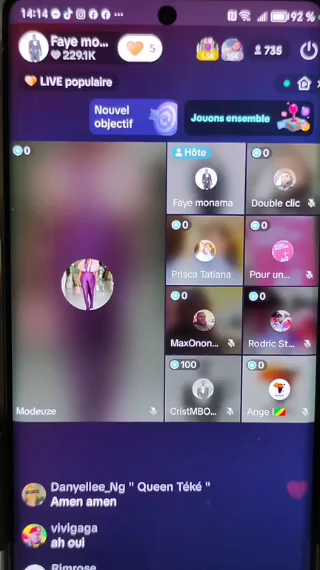 14:14
92 %
Faye mo...
229.1K
5
735
LIVE populaire
Nouvel
objectif
Jouons ensemble
0
Hôte
Faye monama
0
Double clic
0
Prisca Tatiana
0
Pour un...
0
MaxOnon...
0
Rodric St...
100
CristMBO...
0
Ange
Modeuze
Danyellee_Ng " Queen Téké "
Amen amen
vivigaga
ah oui
Rimrose